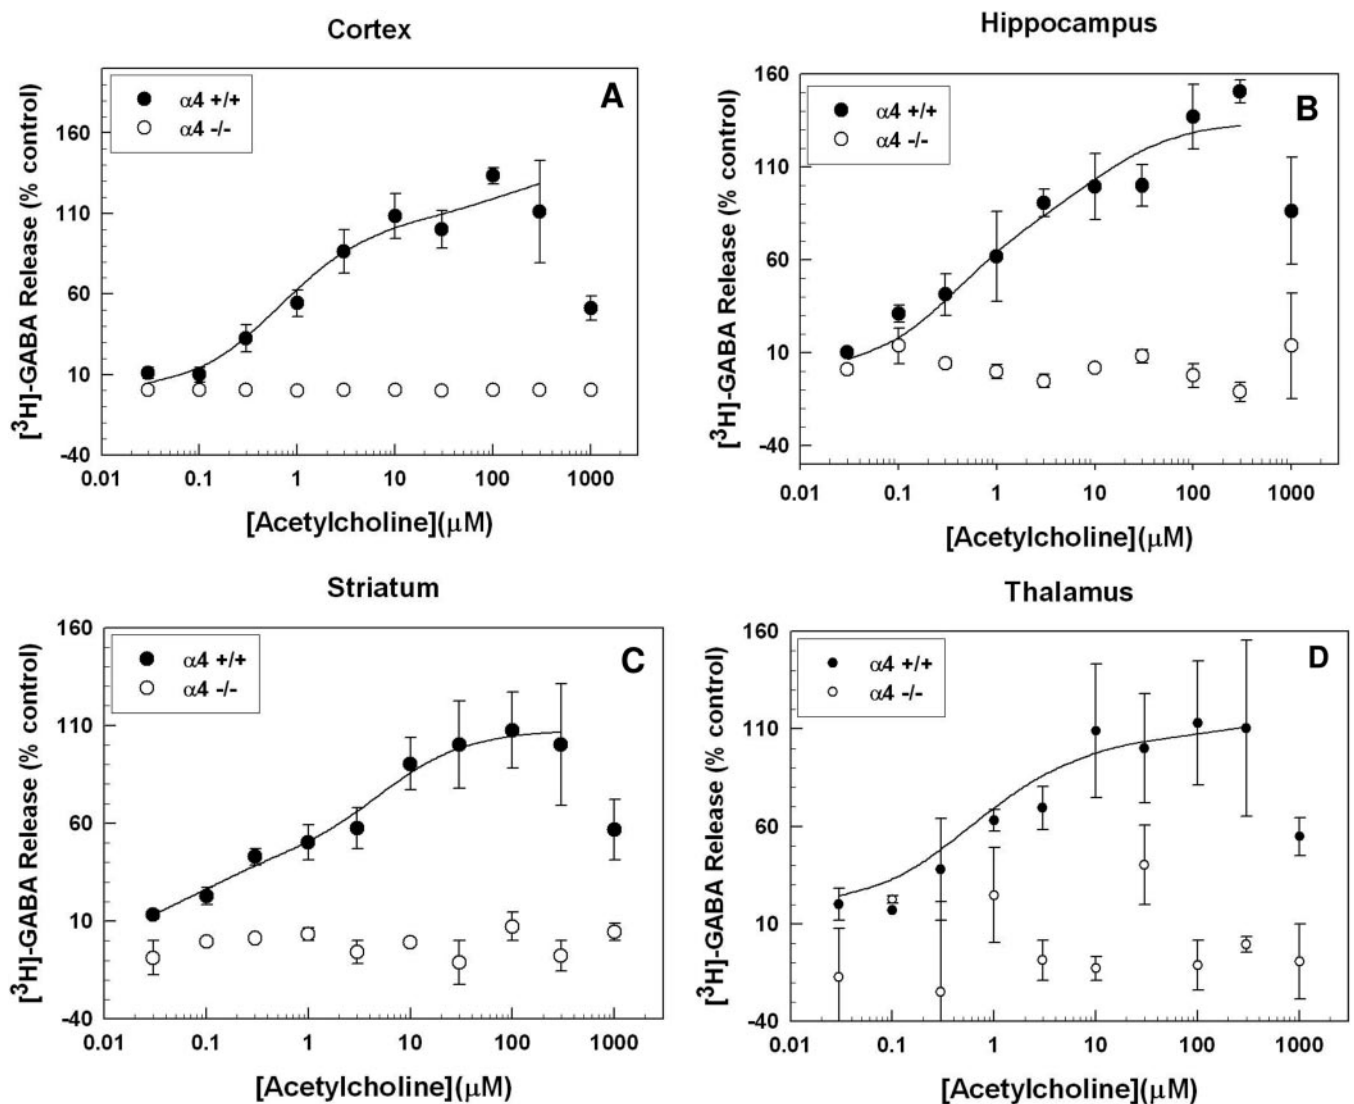 Cortex
A
α4 +/+
α4 -/-
[³H]-GABA Release (% control)
160
110
60
10
-40
0.01 0.1 1 10 100 1000
[Acetylcholine](μM)
Hippocampus
B
α4 +/+
α4 -/-
[³H]-GABA Release (% control)
160
110
60
10
-40
0.01 0.1 1 10 100 1000
[Acetylcholine](μM)
Striatum
C
α4 +/+
α4 -/-
[³H]-GABA Release (% control)
160
110
60
10
-40
0.01 0.1 1 10 100 1000
[Acetylcholine](μM)
Thalamus
D
α4 +/+
α4 -/-
[³H]-GABA Release (% control)
160
110
60
10
-40
0.01 0.1 1 10 100 1000
[Acetylcholine](μM)